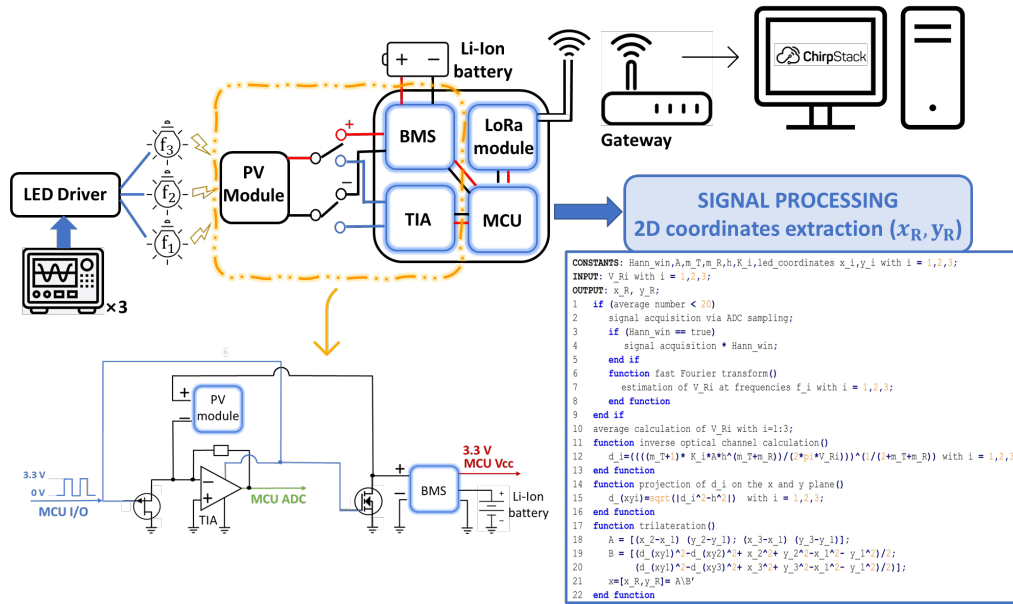 Li-Ion
battery
+ −
ChirpStack
Gateway
BMS
LoRa
module
TIA
MCU
+
−
PV
Module
f3
f2
f1
LED Driver
×3
SIGNAL PROCESSING
2D coordinates extraction (xR, yR)
CONSTANTS: Hann_win,A,m_T,m_R,h,K_i,led_coordinates x_i,y_i with i = 1,2,3;
INPUT: V_Ri with i = 1,2,3;
OUTPUT: x_R, y_R;
1 if (average number < 20)
2 signal acquisition via ADC sampling;
3 if (Hann_win == true)
4 signal acquisition * Hann_win;
5 end if
6 function fast Fourier transform()
7 estimation of V_Ri at frequencies f_i with i = 1,2,3;
8 end function
9 end if
10 average calculation of V_Ri with i=1:3;
11 function inverse optical channel calculation()
12 d_i=((((m_T+1)* K_i*A*h^(m_T+m_R))/(2*pi*V_Ri)))^(1/(2+m_T+m_R)) with i = 1,2,3
13 end function
14 function projection of d_i on the x and y plane()
15 d_(xyi)=sqrt(|d_i^2-h^2|) with i = 1,2,3;
16 end function
17 function trilateration()
18 A = [(x_2-x_1) (y_2-y_1); (x_3-x_1) (y_3-y_1)];
19 B = [(d_(xy1)^2-d_(xy2)^2+ x_2^2+ y_2^2-x_1^2- y_1^2)/2;
20 (d_(xy1)^2-d_(xy3)^2+ x_3^2+ y_3^2-x_1^2- y_1^2)/2)];
21 x=[x_R,y_R]= A\B’
22 end function
+
−
PV
module
3.3 V
0 V
MCU I/O
−
+
TIA
MCU ADC
3.3 V
MCU Vcc
+
−
BMS
+
−
Li-Ion
battery